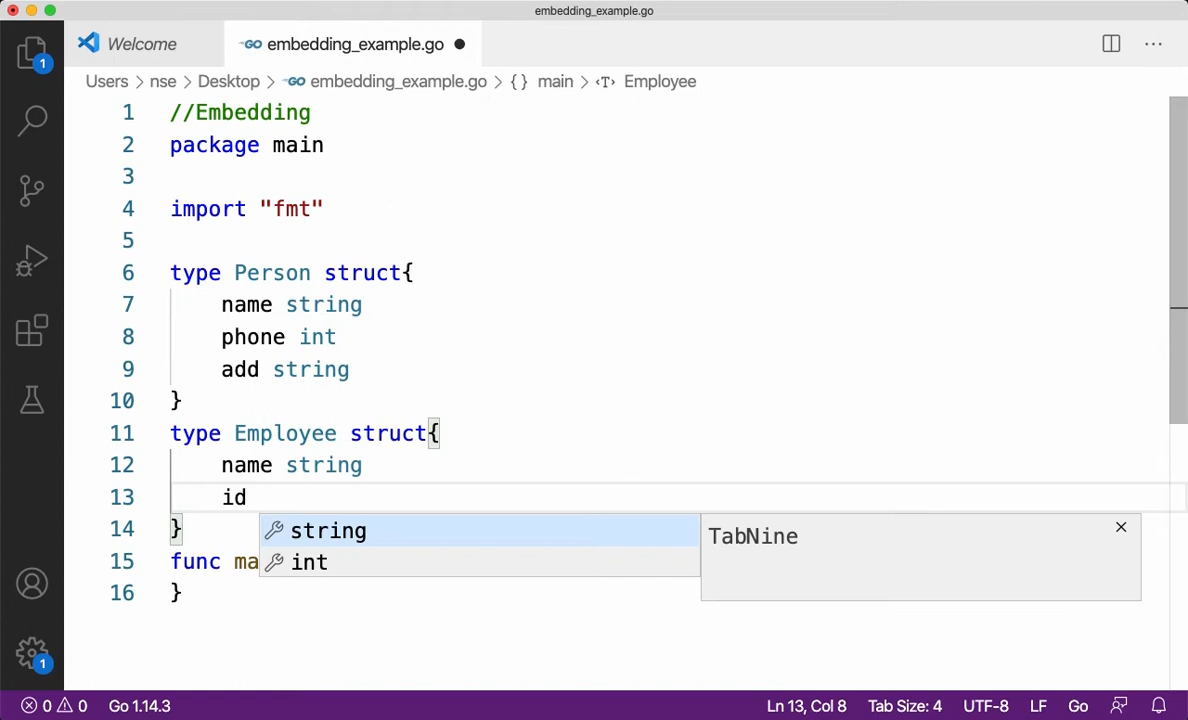 embedding_example.go
Welcome
GO embedding_example.go
1
Users > nse > Desktop > GO embedding_example.go > {} main > Employee
1 //Embedding
2 package main
3
4 import "fmt"
5
6 type Person struct{
7 name string
8 phone int
9 add string
10 }
11 type Employee struct{
12 name string
13 id
14 }
string
TabNine
15 func ma
int
16 }
1
0 0 Go 1.14.3 Ln 13, Col 8 Tab Size: 4 UTF-8 LF Go